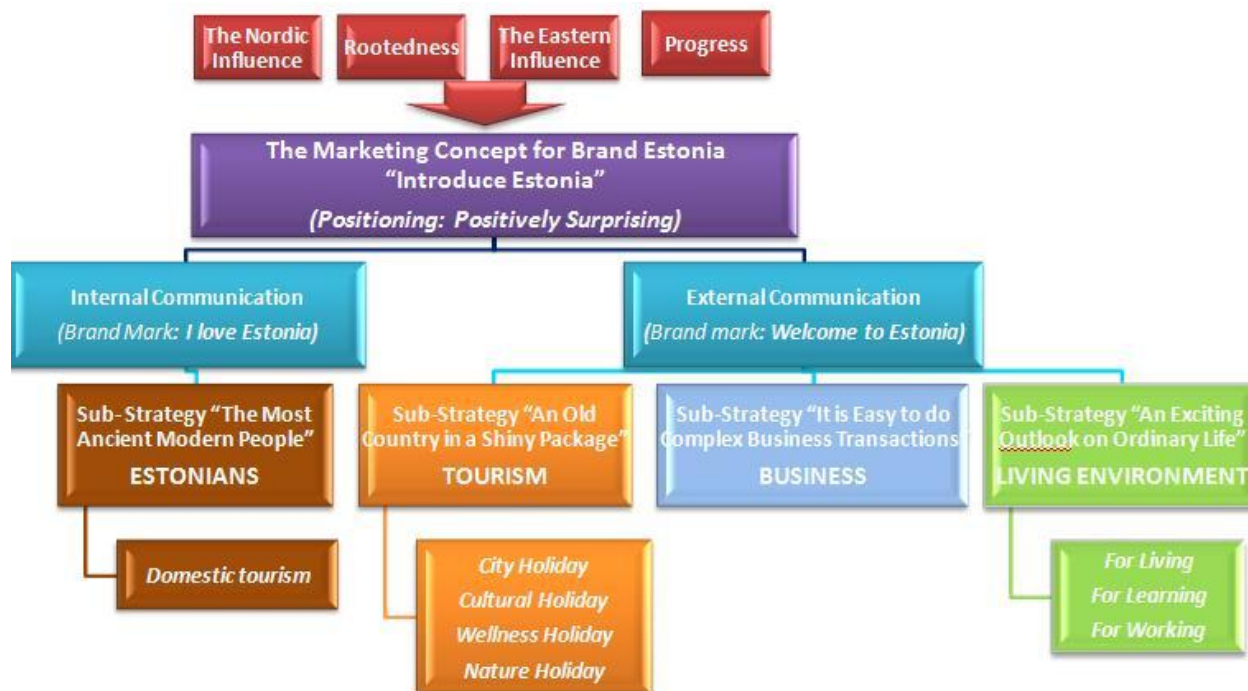 The Nordic
Influence
Rootedness
The Eastern
Influence
Progress
The Marketing Concept for Brand Estonia
“Introduce Estonia”
(Positioning: Positively Surprising)
Internal Communication
(Brand Mark: I love Estonia)
External Communication
(Brand mark: Welcome to Estonia)
Sub- Strategy “The Most
Ancient Modern People”
ESTONIANS
Sub-Strategy “An Old
Country in a Shiny Package”
TOURISM
Sub-Strategy “It is Easy to do
Complex Business Transactions”
BUSINESS
Sub-Strategy “An Exciting
Outlook on Ordinary Life”
LIVING ENVIRONMENT
Domestic tourism
City Holiday
Cultural Holiday
Wellness Holiday
Nature Holiday
For Living
For Learning
For Working